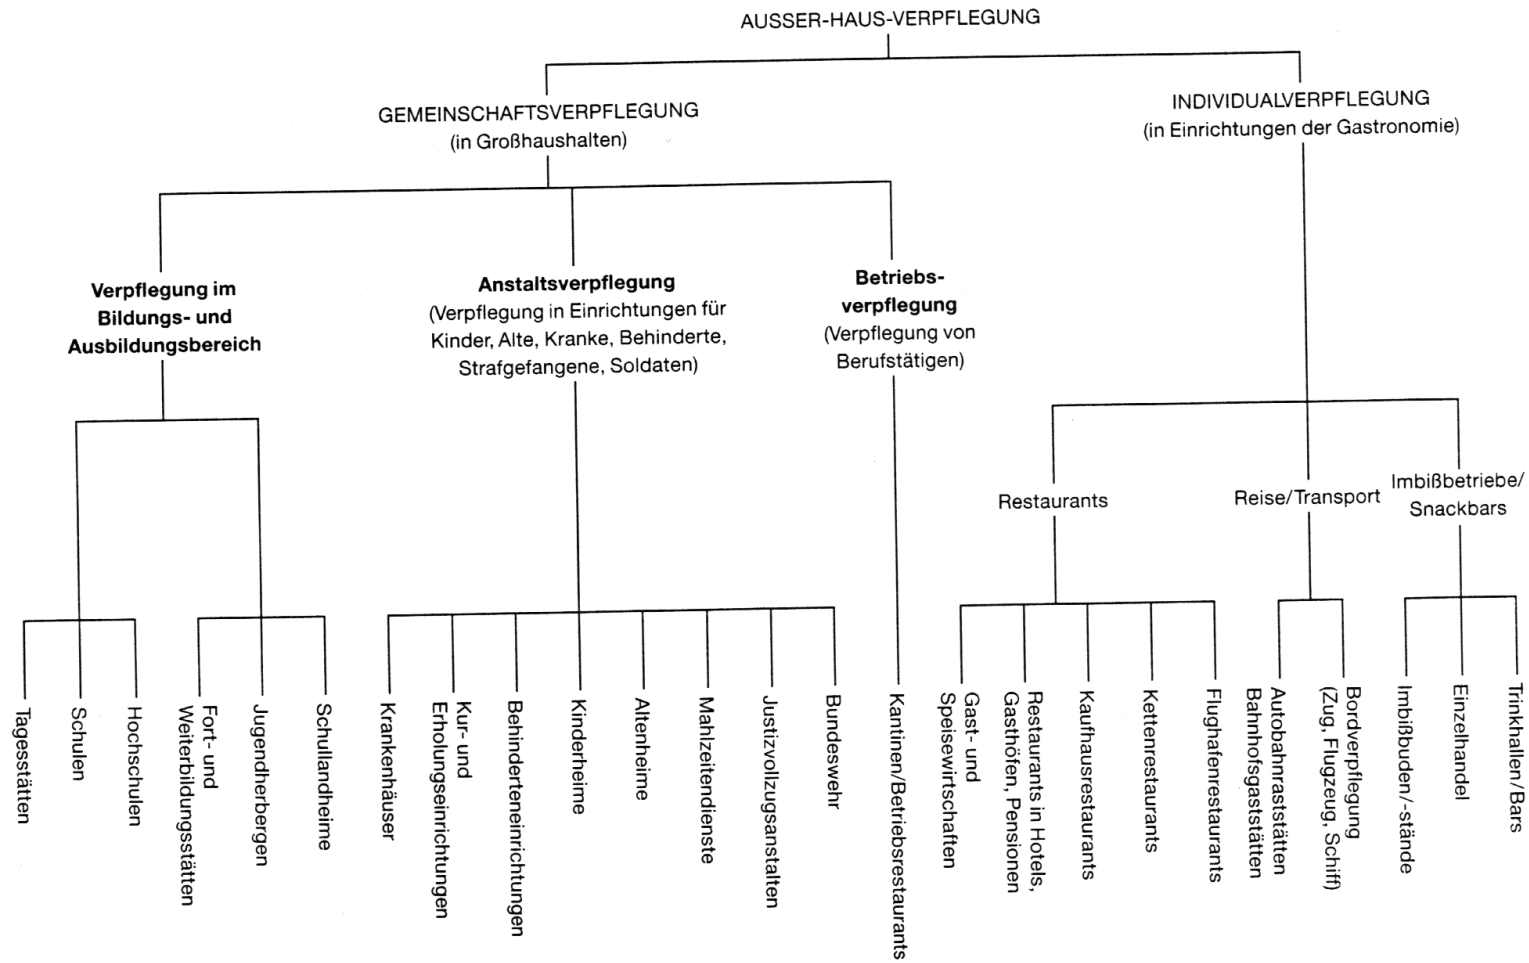 AUSSER-HAUS-VERPFLEGUNG
GEMEINSCHAFTSVERPFLEGUNG
(in Großhaushalten)
INDIVIDUALVERPFLEGUNG
(in Einrichtungen der Gastronomie)
Verpflegung im
Bildungs- und
Ausbildungsbereich
Anstaltsverpflegung
(Verpflegung in Einrichtungen für
Kinder, Alte, Kranke, Behinderte,
Strafgefangene, Soldaten)
Betriebs-
verpflegung
(Verpflegung von
Berufstätigen)
Restaurants
Reise/Transport
Imbißbetriebe/
Snackbars
Tagesstätten
Schulen
Hochschulen
Fort- und
Weiterbildungsstätten
Jugendherbergen
Schullandheime
Krankenhäuser
Kur- und
Erholungseinrichtungen
Behinderteneinrichtungen
Kinderheime
Altenheime
Mahlzeitendienste
Justizvollzugsanstalten
Bundeswehr
Kantinen/Betriebsrestaurants
Gast- und
Speisewirtschaften
Restaurants in Hotels,
Gasthöfen, Pensionen
Kaufhausrestaurants
Kettenrestaurants
Flughafenrestaurants
Autobahnraststätten
Bahnhofsgaststätten
Bordverpflegung
(Zug, Flugzeug, Schiff)
Imbißbuden/-stände
Einzelhandel
Trinkhallen/Bars